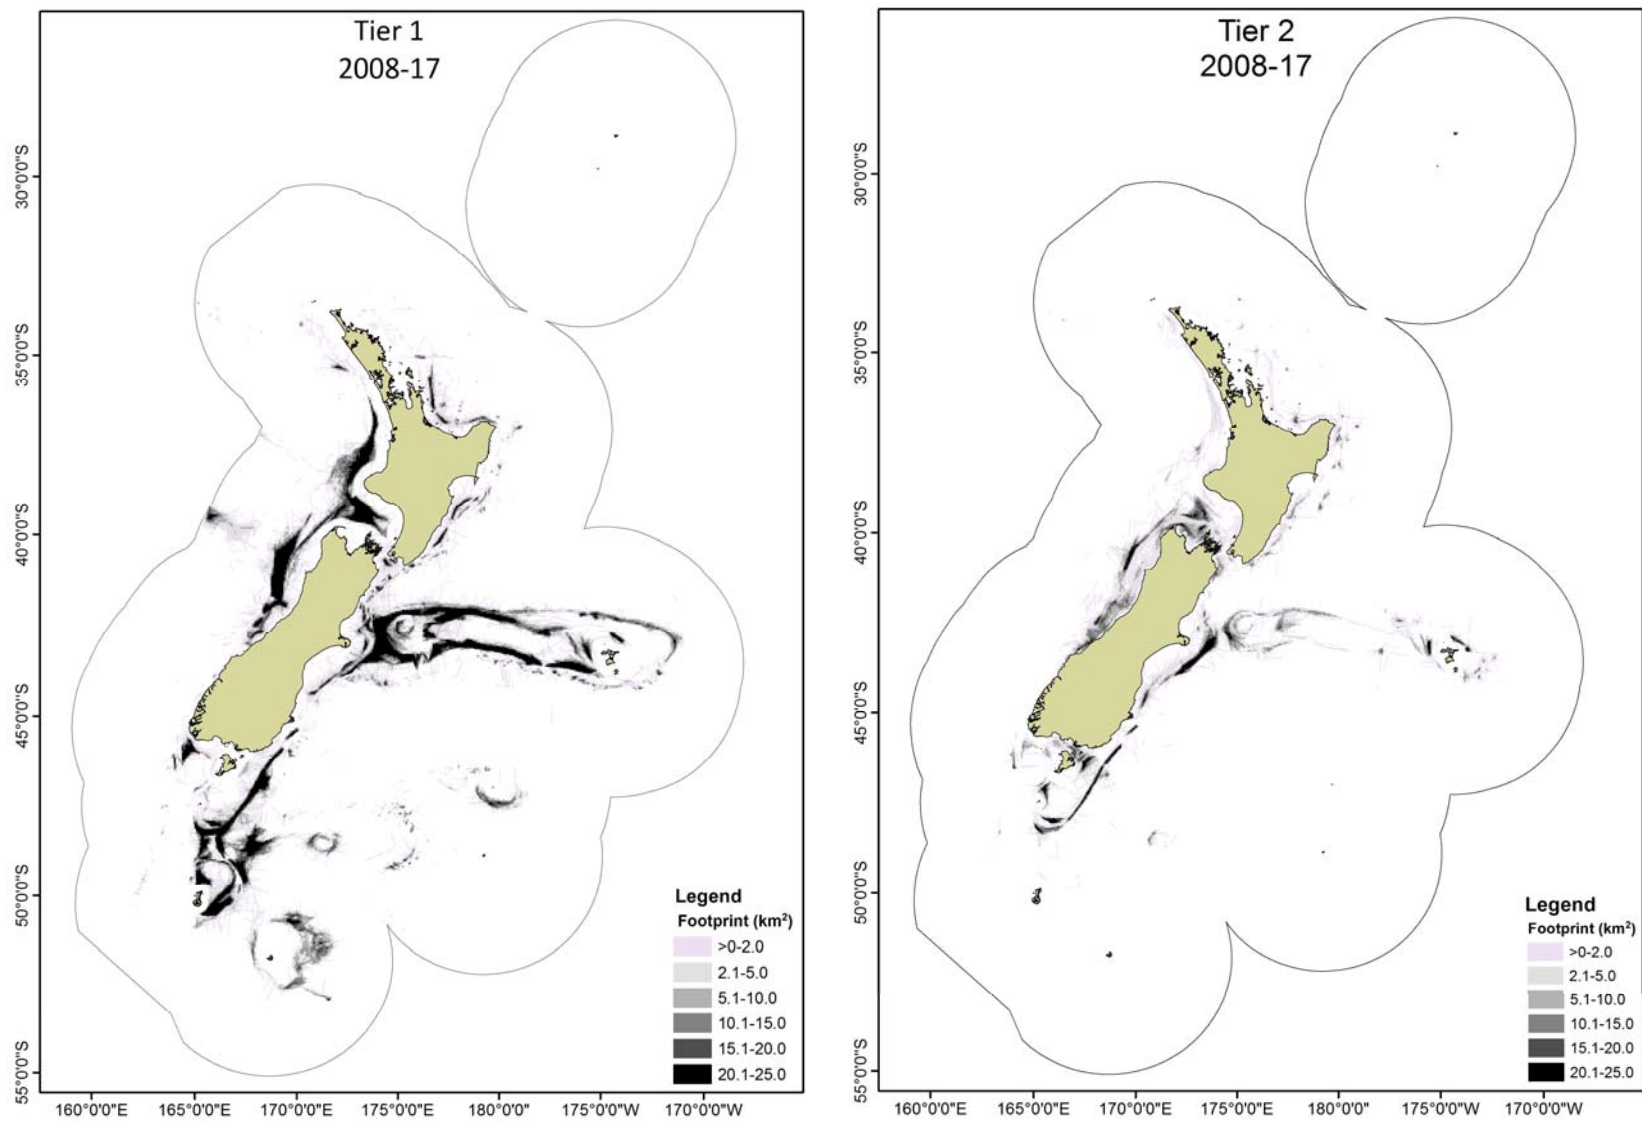 Tier 1
2008-17
30°0'0"S
35°0'0"S
40°0'0"S
45°0'0"S
50°0'0"S
55°0'0"S
Legend
Footprint (km²)
>0-2.0
2.1-5.0
5.1-10.0
10.1-15.0
15.1-20.0
20.1-25.0
160°0'0"E 165°0'0"E 170°0'0"E 175°0'0"E 180°0'0" 175°0'0"W 170°0'0"W
Tier 2
2008-17
30°0'0"S
35°0'0"S
40°0'0"S
45°0'0"S
50°0'0"S
55°0'0"S
Legend
Footprint (km²)
>0-2.0
2.1-5.0
5.1-10.0
10.1-15.0
15.1-20.0
20.1-25.0
160°0'0"E 165°0'0"E 170°0'0"E 175°0'0"E 180°0'0" 175°0'0"W 170°0'0"W